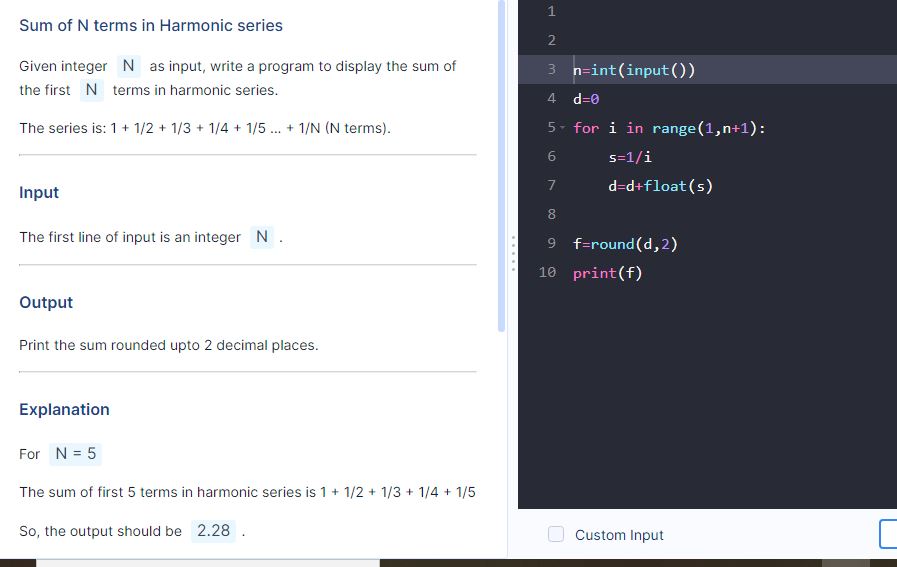 Sum of N terms in Harmonic series
Given integer N as input, write a program to display the sum of
the first N terms in harmonic series.
The series is: 1 + 1/2 + 1/3 + 1/4 + 1/5 ... + 1/N (N terms).
Input
The first line of input is an integer N .
Output
Print the sum rounded upto 2 decimal places.
Explanation
For N = 5
The sum of first 5 terms in harmonic series is 1 + 1/2 + 1/3 + 1/4 + 1/5
So, the output should be 2.28 .
1
2
3 n=int(input())
4 d=0
5 for i in range(1,n+1):
6     s=1/i
7     d=d+float(s)
8
9 f=round(d,2)
10 print(f)
Custom Input